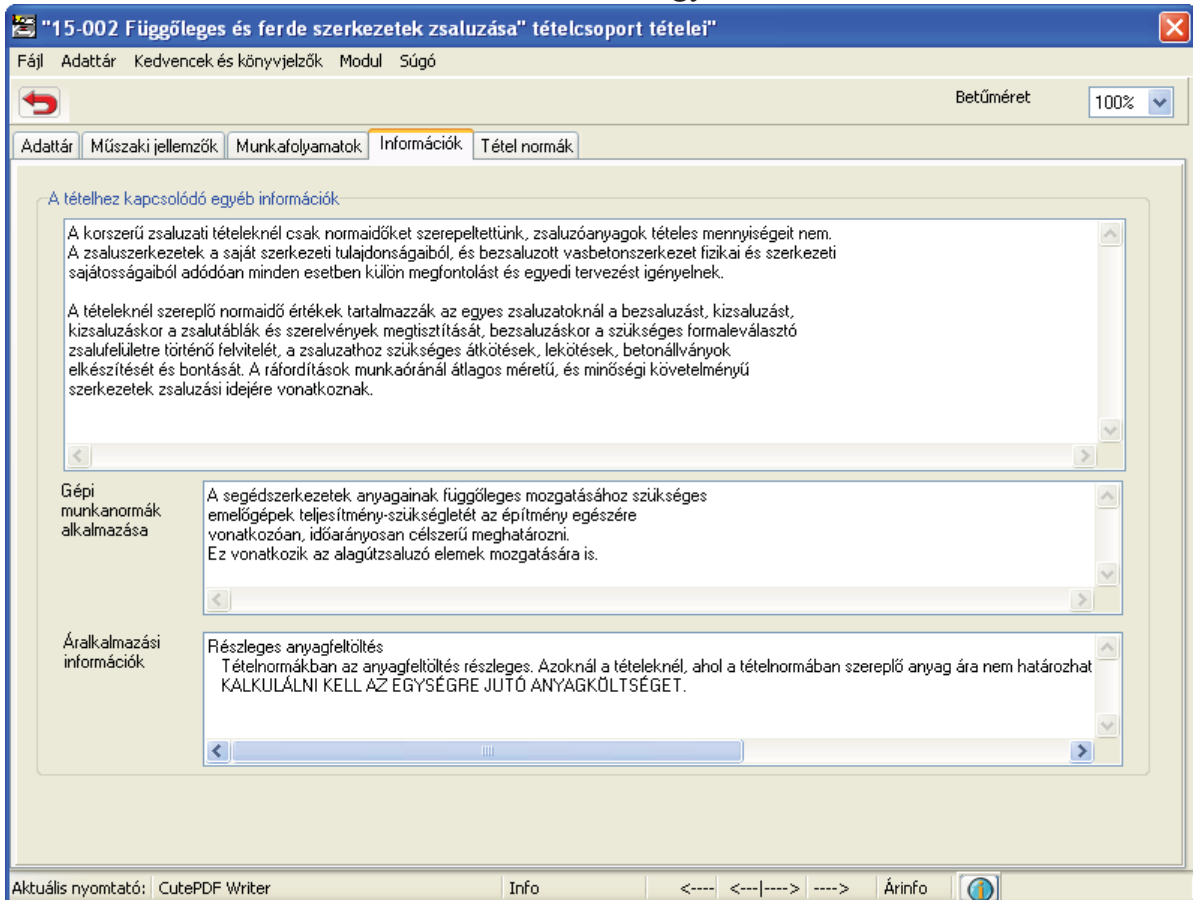 "15-002 Függőleges és ferde szerkezetek zsaluzása" tételcsoport tételei"
Fájl Adattár Kedvencek és könyvjelzők Modul Súgó
Betűméret 100%
Adattár Műszaki jellemzők Munkafolyamatok Információk Tétel normák
A tételhez kapcsolódó egyéb információk
A korszerű zsaluzati tételeknél csak normaidőket szerepeltettünk, zsaluzóanyagok tételes mennyiségeit nem.
A zsaluszerkezetek a saját szerkezeti tulajdonságaiból, és bezsaluzott vasbetonszerkezet fizikai és szerkezeti
sajátosságaiból adódóan minden esetben külön megfontolást és egyedi tervezést igényelnek.
A tételeknél szereplő normaidő értékek tartalmazzák az egyes zsaluzatoknál a bezsaluzást, kizsaluzást,
kizsaluzáskor a zsalutáblák és szerelvények megtisztítását, bezsaluzáskor a szükséges formaleválasztó
zsalufelületre történő felvitelét, a zsaluzathoz szükséges átkötések, lekötések, betonállványok
elkészítését és bontását. A ráfordítások munkaóránál átlagos méretű, és minőségi követelményű
szerkezetek zsaluzási idejére vonatkoznak.
Gépi
munkanormák
alkalmazása
A segédszerkezetek anyagainak függőleges mozgatásához szükséges
emelőgépek teljesítmény-szükségletét az építmény egészére
vonatkozóan, időarányosan célszerű meghatározni.
Ez vonatkozik az alagútzsaluzó elemek mozgatására is.
Áralkalmazási
információk
Részleges anyagfeltöltés
Tételnormákban az anyagfeltöltés részleges. Azoknál a tételeknél, ahol a tételnormában szereplő anyag ára nem határozhat
KALKULÁLNI KELL AZ EGYSÉGRE JUTÓ ANYAGKÖLTSÉGET.
Aktuális nyomtató: CutePDF Writer Info <---- <---|----> ----> Árinfo